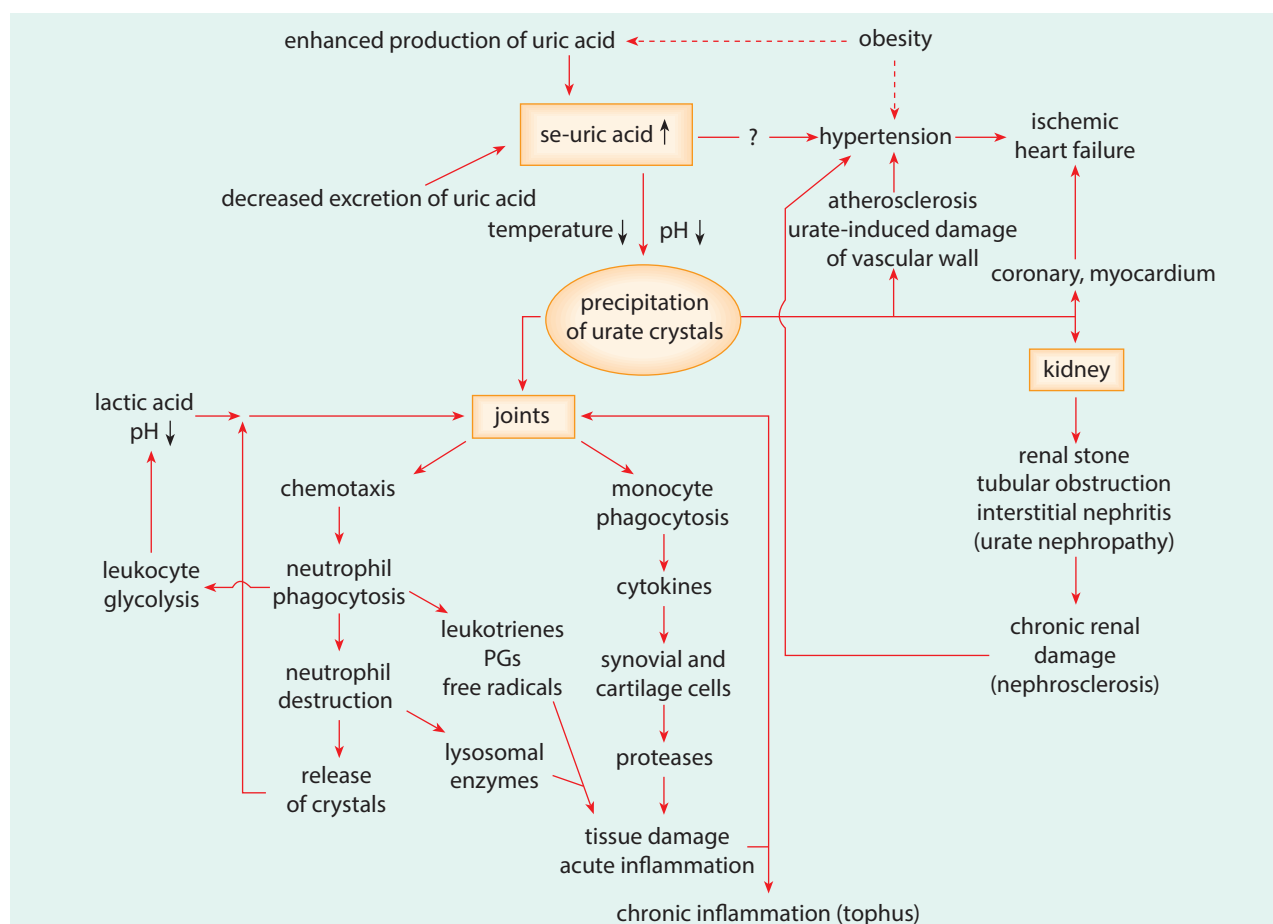 enhanced production of uric acid
obesity
se-uric acid ↑
?
hypertension
ischemic
heart failure
decreased excretion of uric acid
temperature ↓
pH ↓
atherosclerosis
urate-induced damage
of vascular wall
coronary, myocardium
precipitation
of urate crystals
kidney
lactic acid
pH ↓
joints
renal stone
tubular obstruction
interstitial nephritis
(urate nephropathy)
chemotaxis
monocyte
phagocytosis
leukocyte
glycolysis
neutrophil
phagocytosis
cytokines
leukotrienes
PGs
free radicals
chronic renal
damage
(nephrosclerosis)
neutrophil
destruction
synovial and
cartilage cells
lysosomal
enzymes
proteases
release
of crystals
tissue damage
acute inflammation
chronic inflammation (tophus)